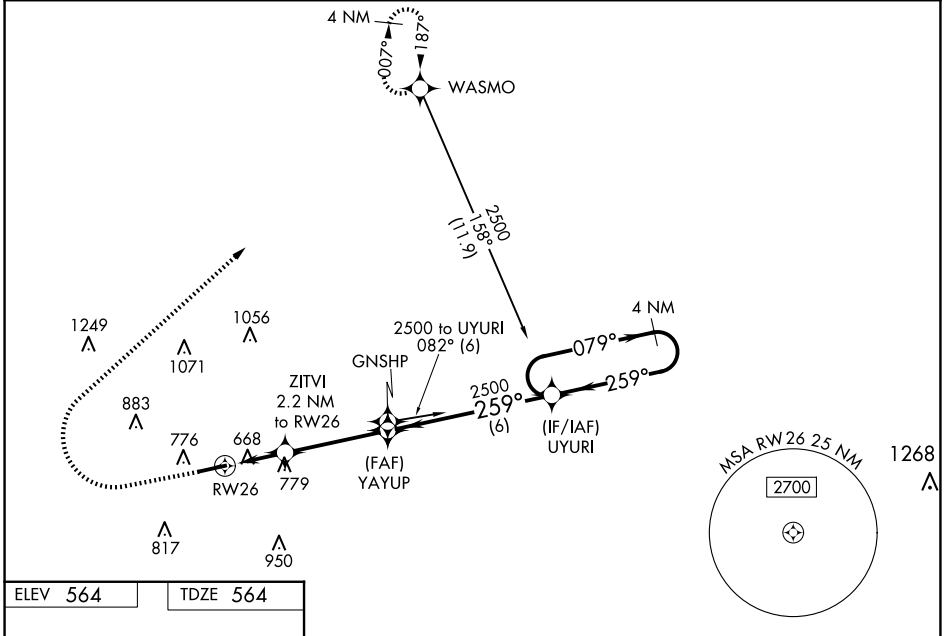 4 NM
007°
187°
WASMO
2500
158°
(11.9)
1249
1071
1056
883
776
668
ZITVI
2.2 NM
to RW26
GNSHP
2500 to UYURI
082° (6)
2500
259°
(6)
4 NM
079°
259°
(IF/IAF)
UYURI
(FAF)
YAYUP
RW26
779
817
950
MSA RW26 25 NM
2700
1268
ELEV 564
TDZE 564